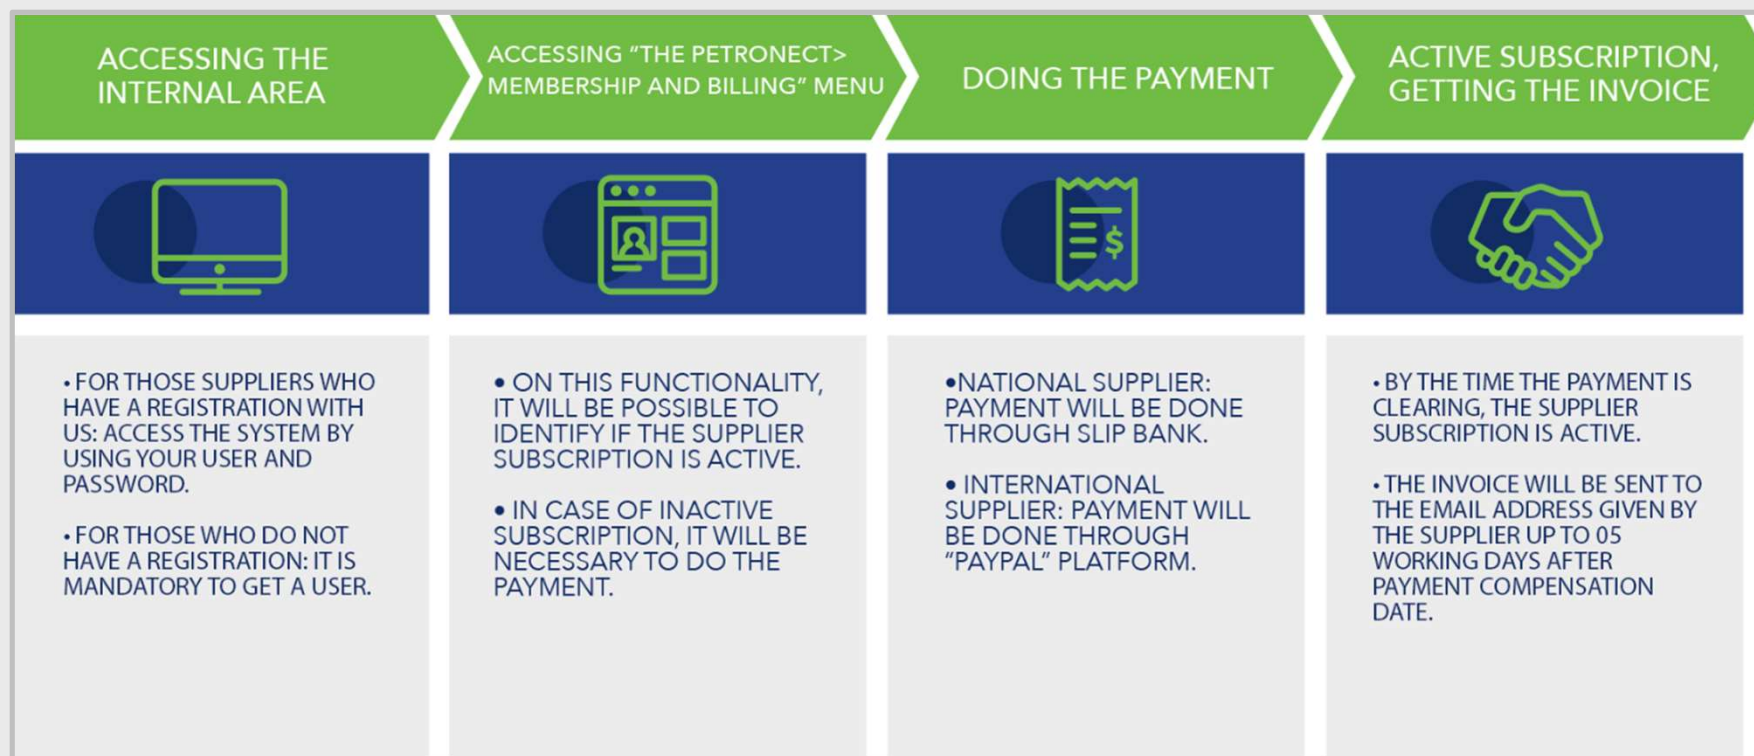 ACCESSING THE
INTERNAL AREA
ACCESSING “THE PETRONECT>
MEMBERSHIP AND BILLING” MENU
DOING THE PAYMENT
ACTIVE SUBSCRIPTION,
GETTING THE INVOICE
$
• FOR THOSE SUPPLIERS WHO
HAVE A REGISTRATION WITH
US: ACCESS THE SYSTEM BY
USING YOUR USER AND
PASSWORD.
• FOR THOSE WHO DO NOT
HAVE A REGISTRATION: IT IS
MANDATORY TO GET A USER.
• ON THIS FUNCTIONALITY,
IT WILL BE POSSIBLE TO
IDENTIFY IF THE SUPPLIER
SUBSCRIPTION IS ACTIVE.
• IN CASE OF INACTIVE
SUBSCRIPTION, IT WILL BE
NECESSARY TO DO THE
PAYMENT.
•NATIONAL SUPPLIER:
PAYMENT WILL BE DONE
THROUGH SLIP BANK.
• INTERNATIONAL
SUPPLIER: PAYMENT WILL
BE DONE THROUGH
“PAYPAL” PLATFORM.
• BY THE TIME THE PAYMENT IS
CLEARING, THE SUPPLIER
SUBSCRIPTION IS ACTIVE.
• THE INVOICE WILL BE SENT TO
THE EMAIL ADDRESS GIVEN BY
THE SUPPLIER UP TO 05
WORKING DAYS AFTER
PAYMENT COMPENSATION
DATE.